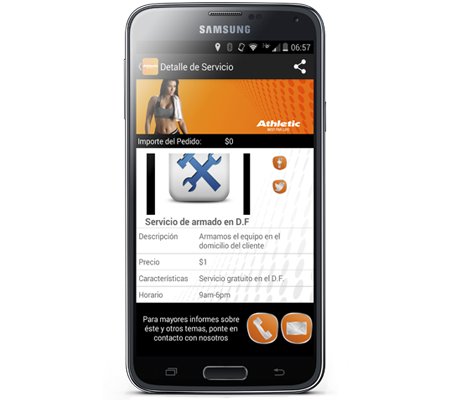 SAMSUNG
06:57
Detalle de Servicio
Athletic
Importe del Pedido: $0
Servicio de armado en D.F
Descripción Armamos el equipo en el
domicilio del cliente
Precio $1
Características Servicio gratuito en el D.F.
Horario 9am-6pm
Para mayores informes sobre
éste y otros temas, ponte en
contacto con nosotros